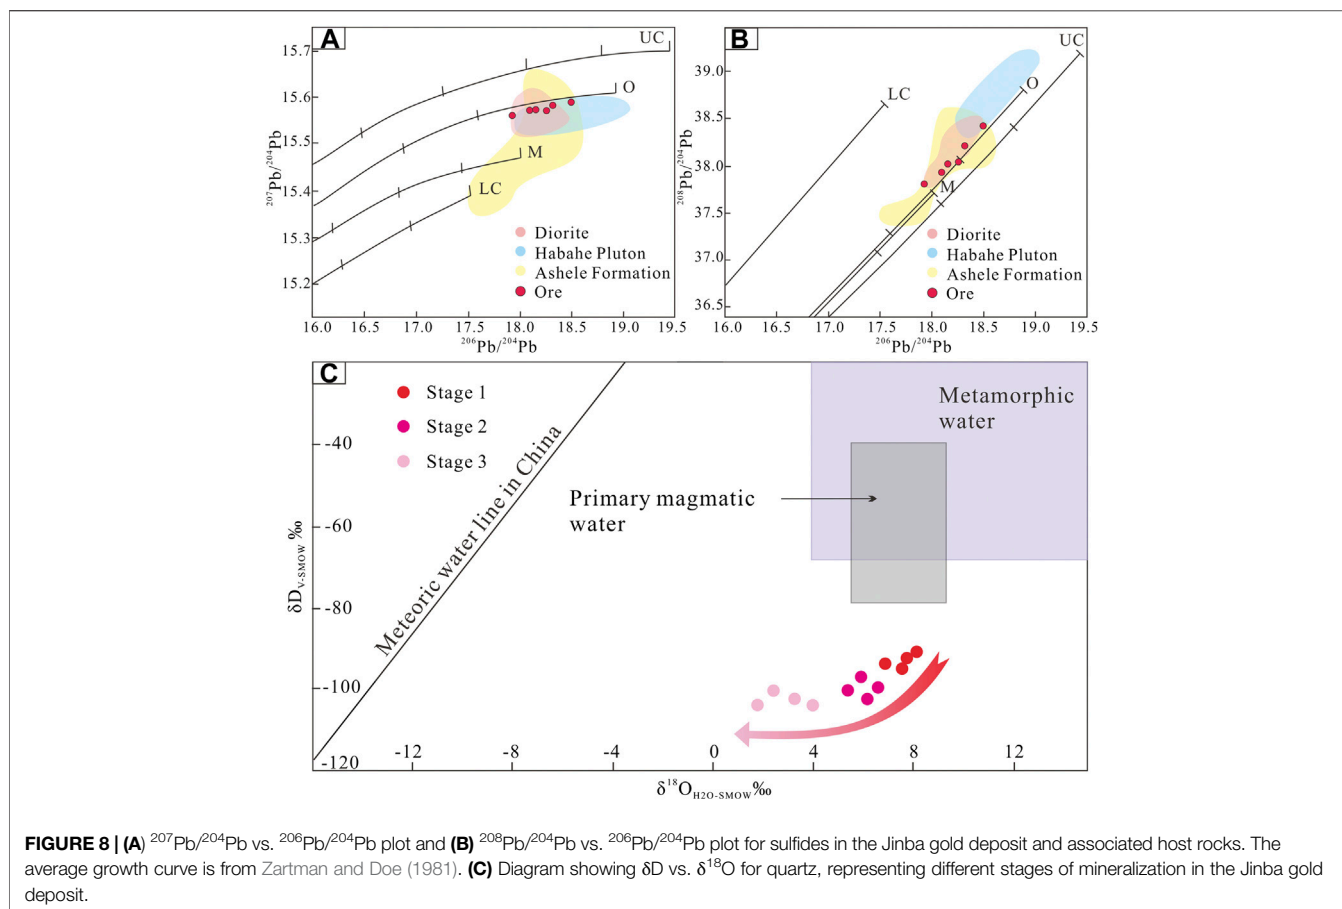 A
UC
O
M
LC
15.7
15.6
15.5
15.4
15.3
15.2
²⁰⁷Pb/²⁰⁴Pb
Diorite
Habahe Pluton
Ashele Formation
Ore
16.0 16.5 17.0 17.5 18.0 18.5 19.0 19.5
²⁰⁶Pb/²⁰⁴Pb
B
UC
O
LC
M
39.0
38.5
38.0
37.5
37.0
36.5
²⁰⁸Pb/²⁰⁴Pb
Diorite
Habahe Pluton
Ashele Formation
Ore
16.0 16.5 17.0 17.5 18.0 18.5 19.0 19.5
²⁰⁶Pb/²⁰⁴Pb
C
Stage 1
Stage 2
Stage 3
Meteoric water line in China
Metamorphic
water
Primary magmatic
water
-40
-60
-80
-100
-120
δD_V-SMOW ‰
-12 -8 -4 0 4 8 12
δ¹⁸O_H2O-SMOW‰
FIGURE 8 | (A) ²⁰⁷Pb/²⁰⁴Pb vs. ²⁰⁶Pb/²⁰⁴Pb plot and (B) ²⁰⁸Pb/²⁰⁴Pb vs. ²⁰⁶Pb/²⁰⁴Pb plot for sulfides in the Jinba gold deposit and associated host rocks. The
average growth curve is from Zartman and Doe (1981). (C) Diagram showing δD vs. δ¹⁸O for quartz, representing different stages of mineralization in the Jinba gold
deposit.